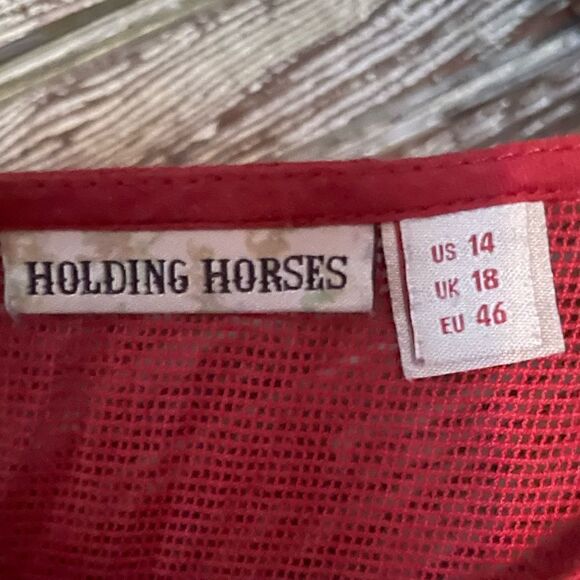 HOLDING HORSES
US 14
UK 18
EU 46